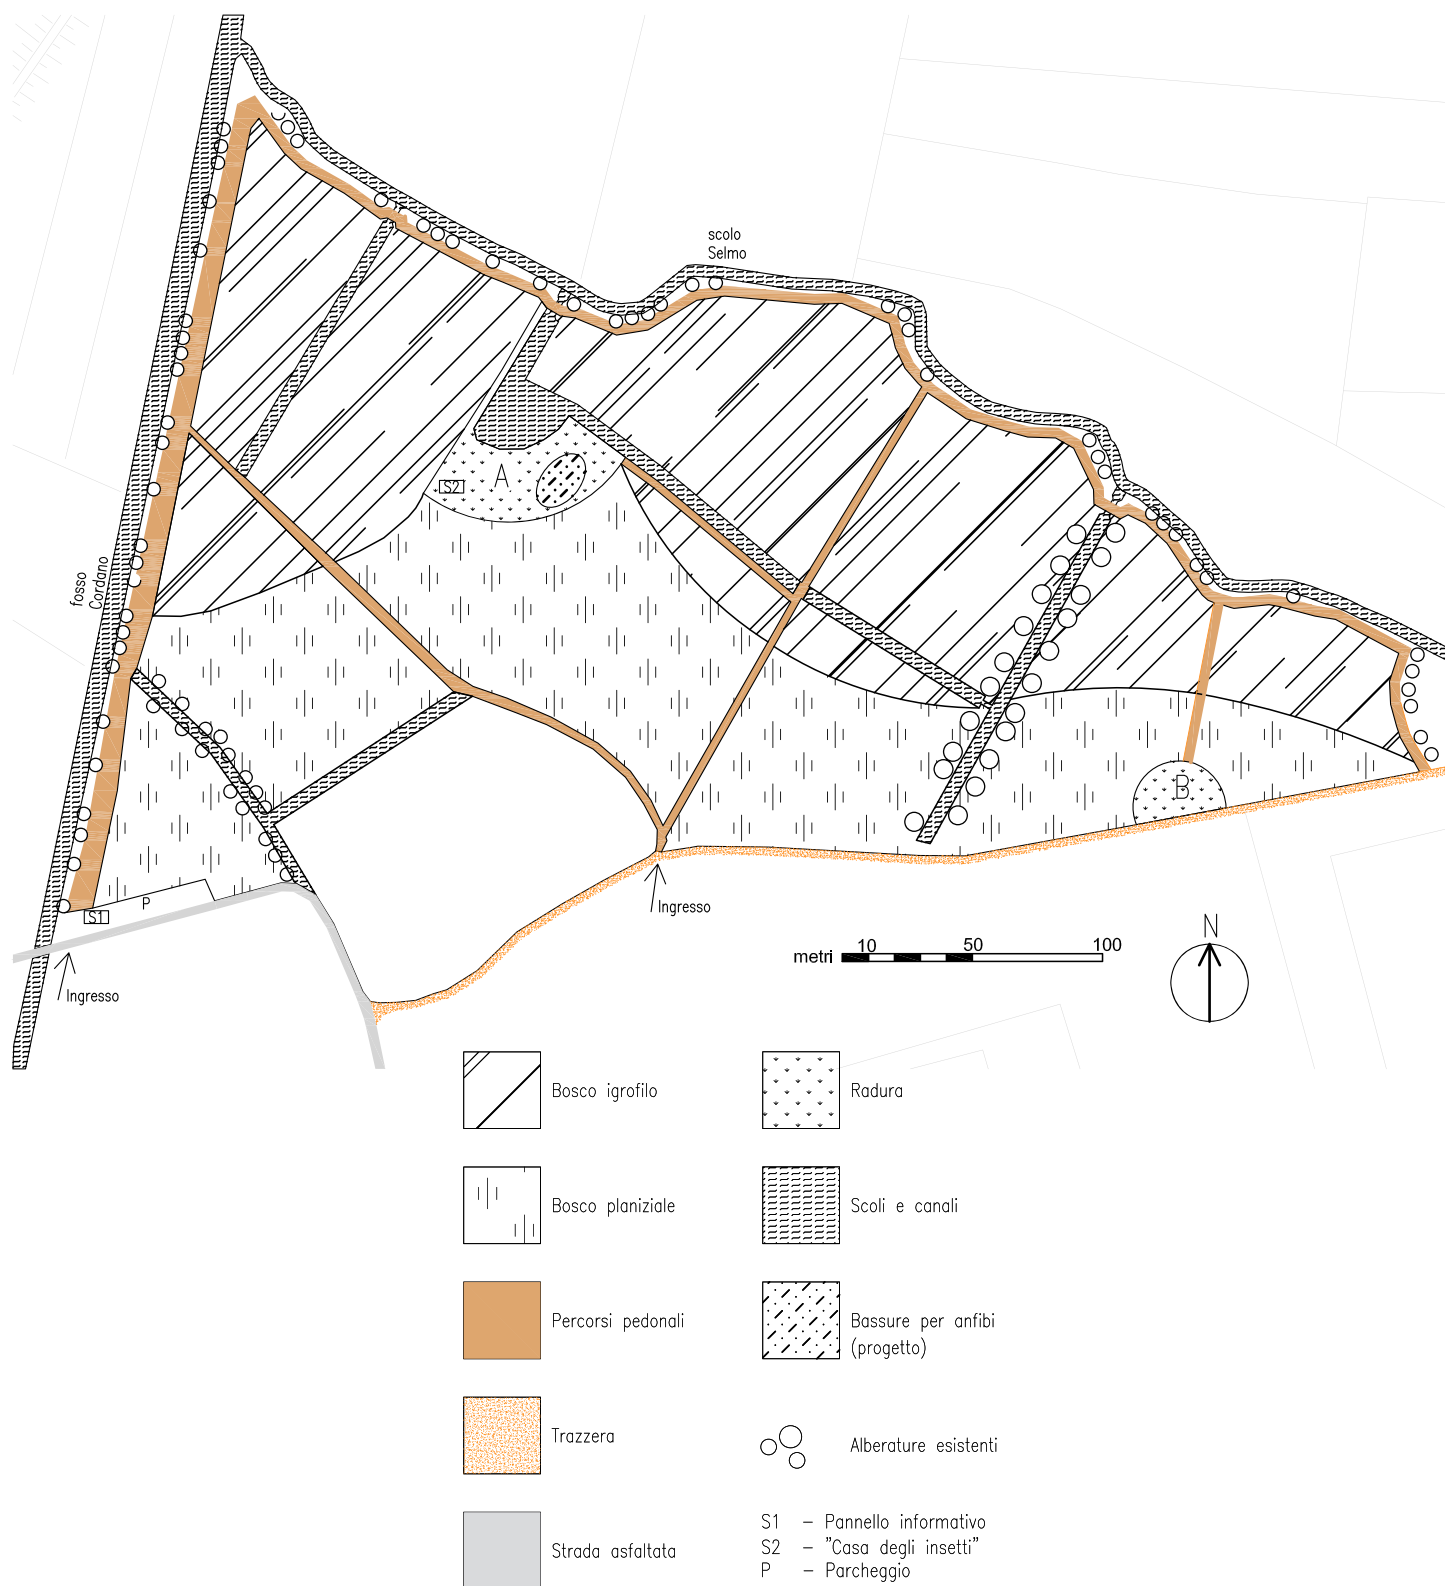 scolo
Selmo
A
S2
fosso
Cordano
B
P
S1
Ingresso
Ingresso
N
metri 10 50 100
Bosco igrofilo
Radura
Bosco planiziale
Scoli e canali
Percorsi pedonali
Bassure per anfibi
(progetto)
Trazzera
Alberature esistenti
Strada asfaltata
S1 – Pannello informativo
S2 – "Casa degli insetti"
P – Parcheggio